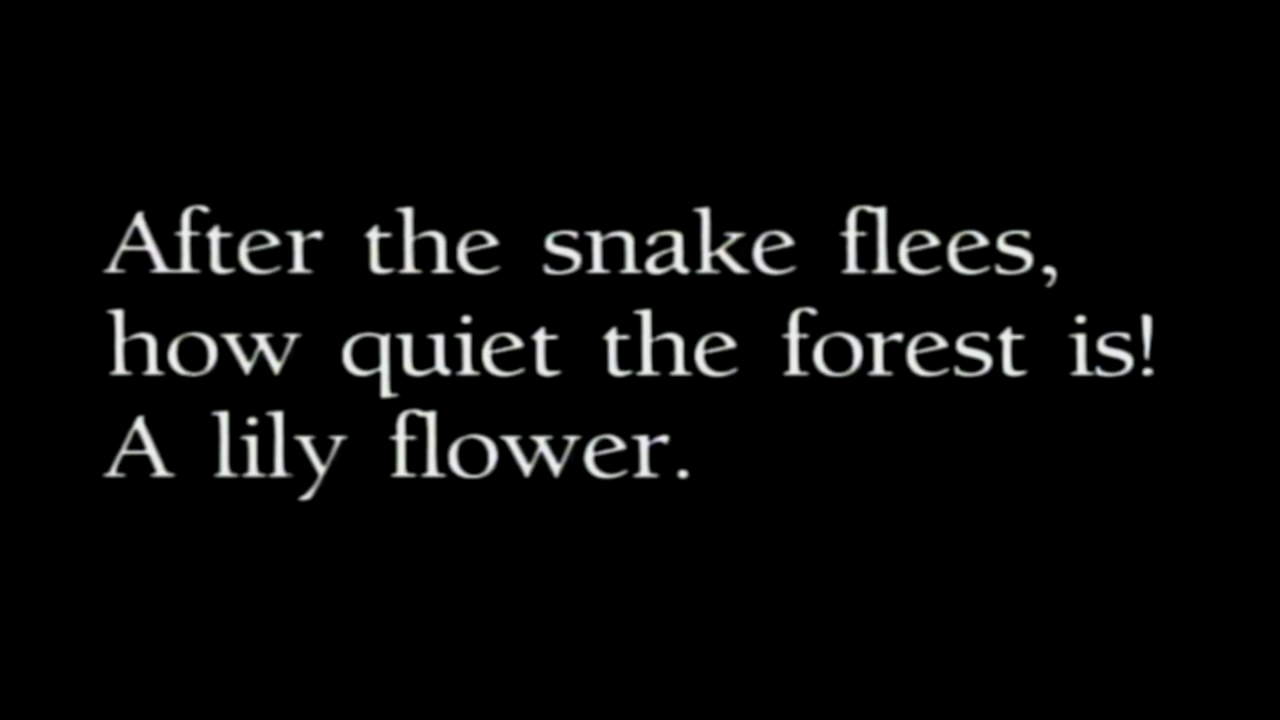 After the snake flees,
how quiet the forest is!
A lily flower.